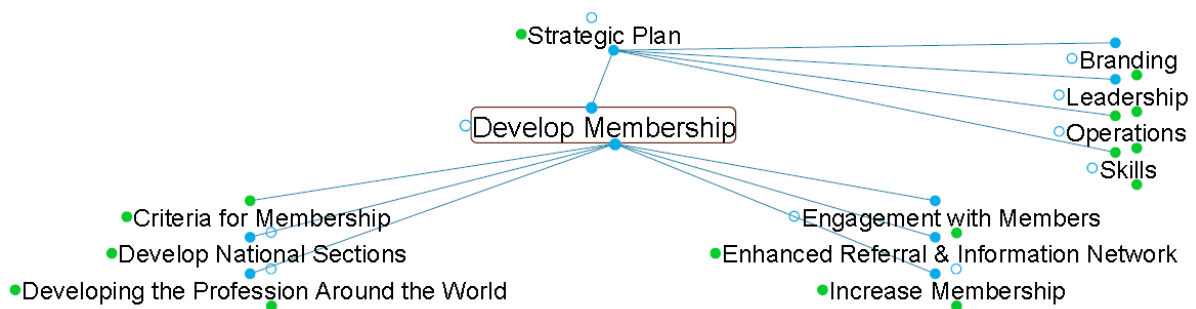 Strategic Plan
Branding
Leadership
Operations
Skills
Develop Membership
Criteria for Membership
Develop National Sections
Developing the Profession Around the World
Engagement with Members
Enhanced Referral & Information Network
Increase Membership